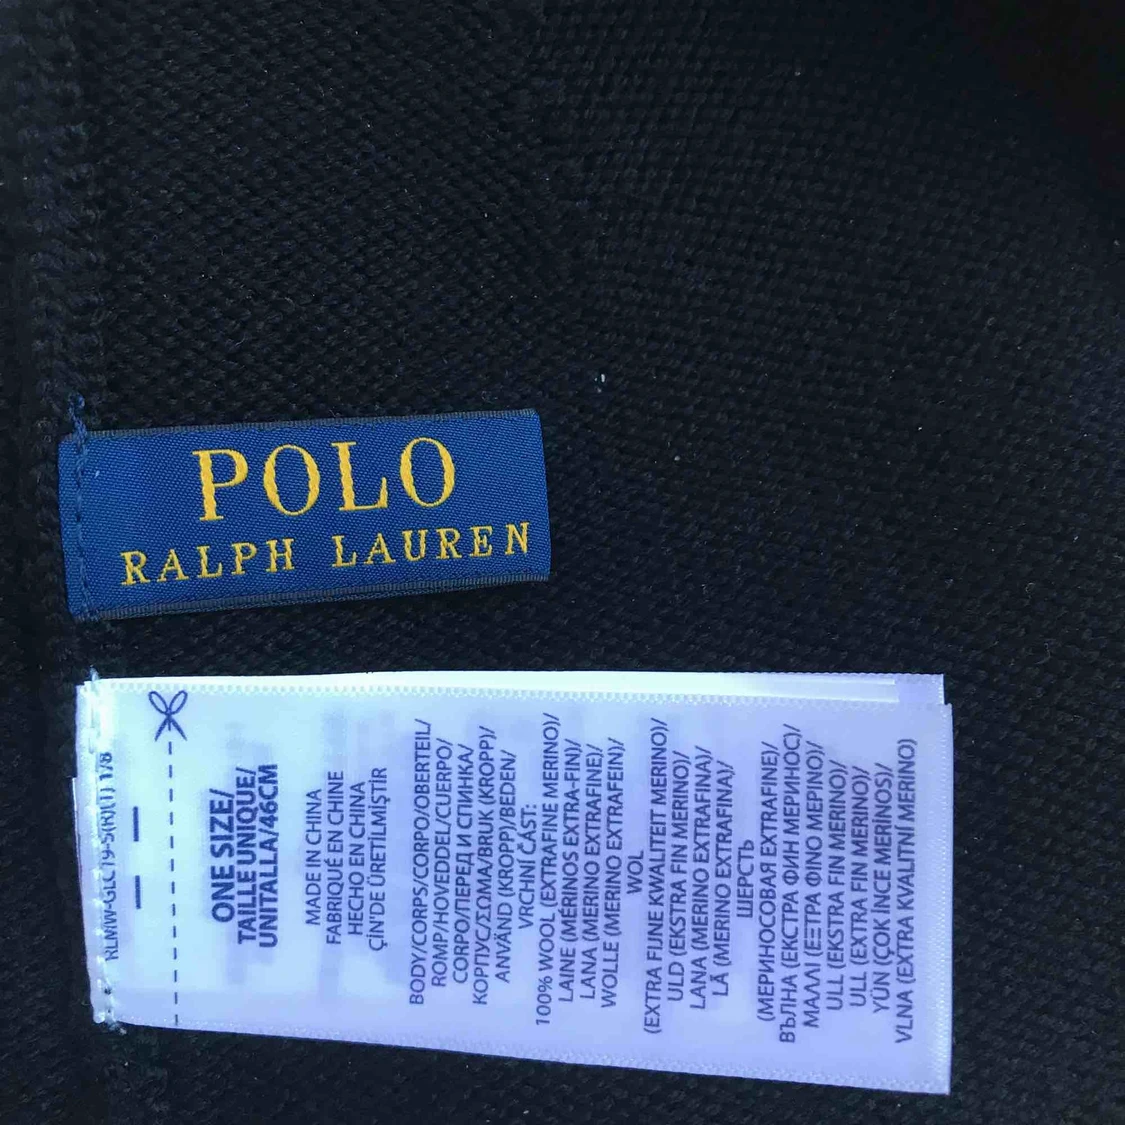 POLO
RALPH LAUREN
RLNW-GLC19-5(R)(1) 1/8
ONE SIZE/
TAILLE UNIQUE/
UNITALLA/46CM
MADE IN CHINA
FABRIQUÉ EN CHINE
HECHO EN CHINA
ÇİN'DE ÜRETİLMİŞTİR
BODY/CORPS/CORPO/OBERTEIL/
ROMP/HOVEDDEL/CUERPO/
CORPO/ПЕРЕД И СПИНКА/
КОРПУС/ΣΩΜΑ/BRUK (KROPP)/
ANVÄND (KROPP)/BEDEN/
VRCHNÍ ČÁST:
100% WOOL (EXTRAFINE MERINO)/
LAINE (MÉRINOS EXTRA-FIN)/
LANA (MERINO EXTRAFINE)/
WOLLE (MERINO EXTRAFEIN)/
WOL
(EXTRA FIJNE KWALITEIT MERINO)/
ULD (EKSTRA FIN MERINO)/
LANA (MERINO EXTRAFINA)/
LÃ (MERINO EXTRAFINA)/
ШЕРСТЬ
(МЕРИНОСОВАЯ EXTRAFINE)/
ВЪЛНА (ЕКСТРА ФИН МЕРИНОС)/
ΜΑΛΛΙ (ΕΞΤΡΑ ΦΙΝΟ ΜΕΡΙΝΟ)/
ULL (EKSTRA FIN MERINO)/
ULL (EXTRA FIN MERINO)/
YÜN (ÇOK İNCE MERİNOS)/
VLNA (EXTRA KVALITNÍ MERINO)